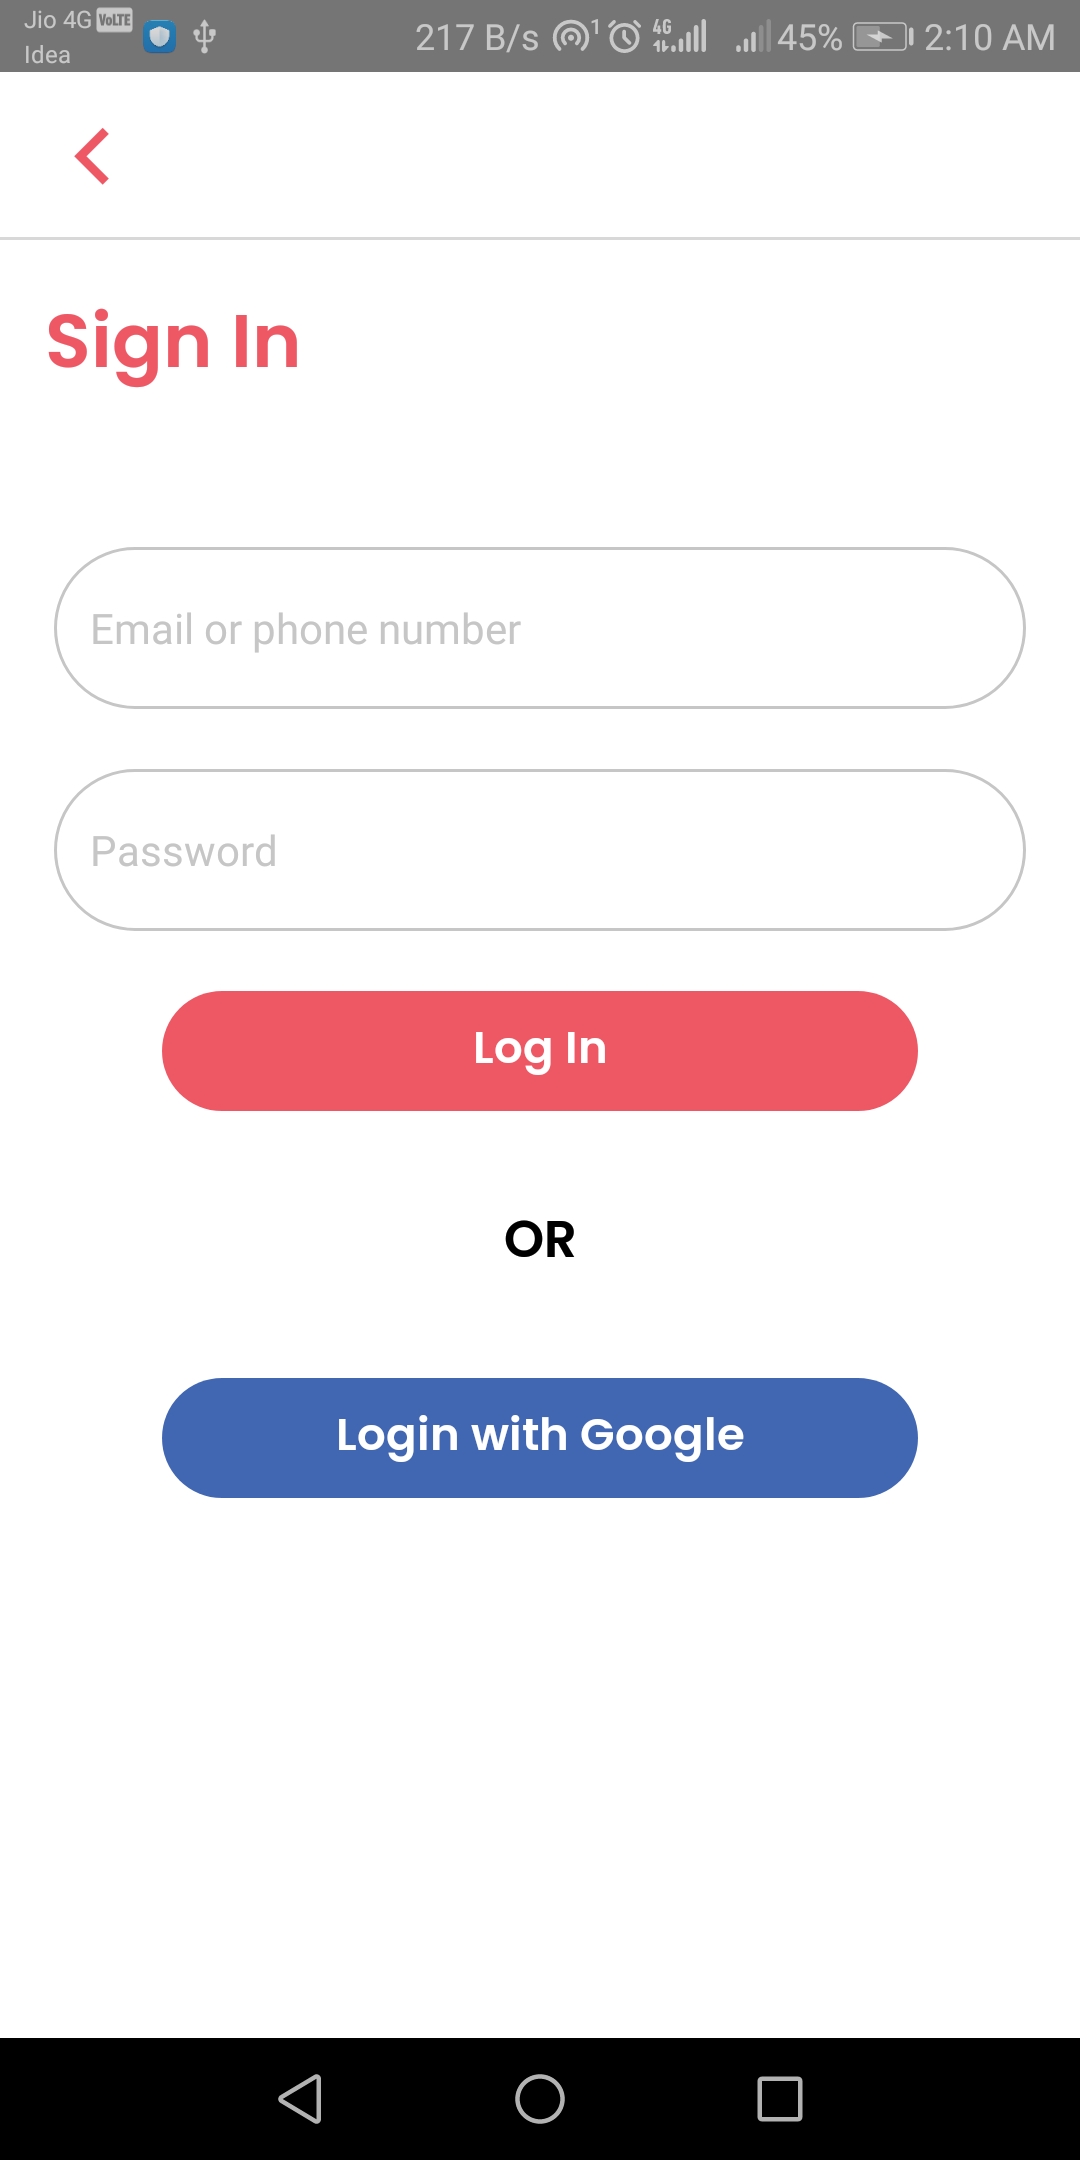 Jio 4G VoLTE
Idea
217 B/s 1 4G 45% 2:10 AM
Sign In
Email or phone number
Password
Log In
OR
Login with Google